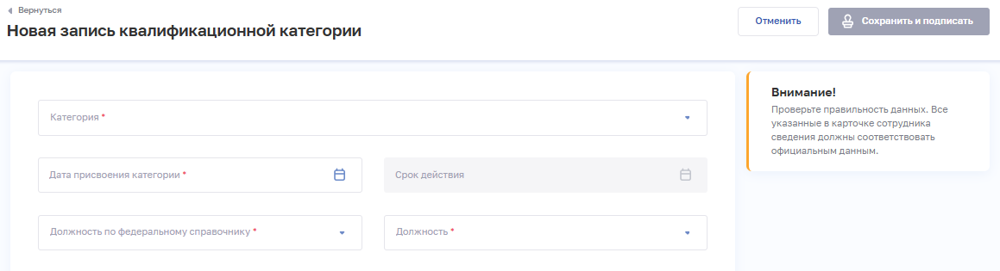 Вернуться
Новая запись квалификационной категории
Отменить
Сохранить и подписать
Категория *
Дата присвоения категории *
Срок действия
Должность по федеральному справочнику *
Должность *
Внимание!
Проверьте правильность данных. Все
указанные в карточке сотрудника
сведения должны соответствовать
официальным данным.